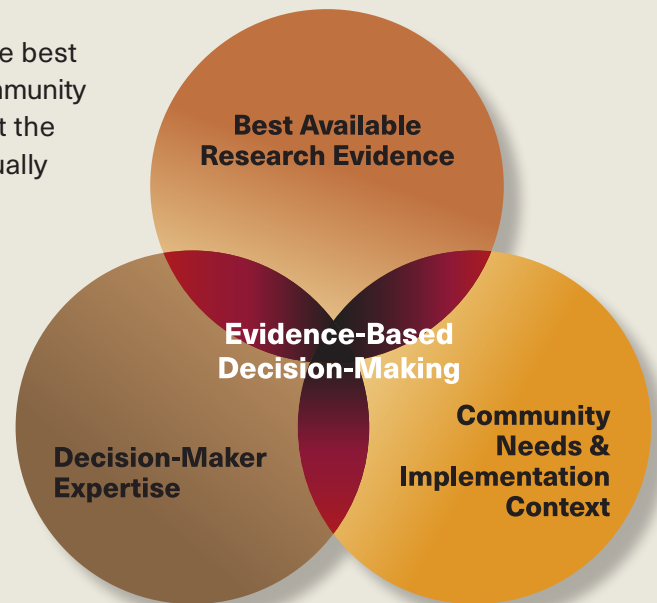 e best
mmunity
t the
ually
Best Available
Research Evidence
Evidence-Based
Decision-Making
Decision-Maker
Expertise
Community
Needs &
Implementation
Context